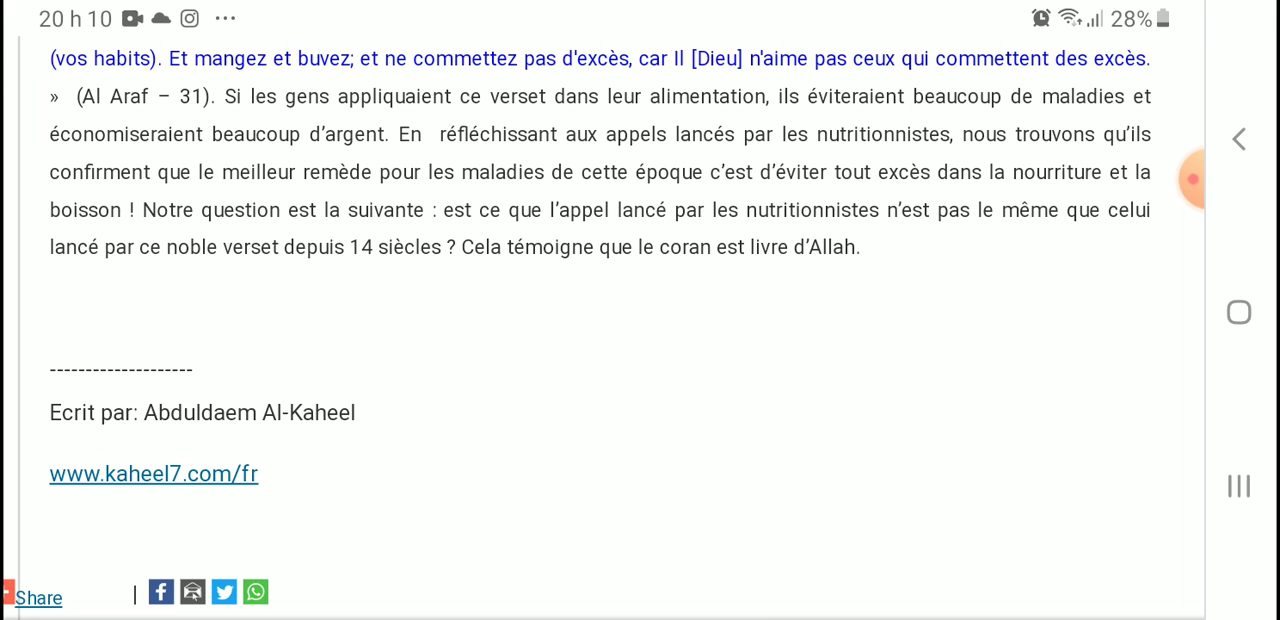 20 h 10 28%
(vos habits). Et mangez et buvez; et ne commettez pas d'excès, car Il [Dieu] n'aime pas ceux qui commettent des excès.
» (Al Araf – 31). Si les gens appliquaient ce verset dans leur alimentation, ils éviteraient beaucoup de maladies et
économiseraient beaucoup d’argent. En réfléchissant aux appels lancés par les nutritionnistes, nous trouvons qu’ils
confirment que le meilleur remède pour les maladies de cette époque c’est d’éviter tout excès dans la nourriture et la
boisson ! Notre question est la suivante : est ce que l’appel lancé par les nutritionnistes n’est pas le même que celui
lancé par ce noble verset depuis 14 siècles ? Cela témoigne que le coran est livre d’Allah.
--------------------
Ecrit par: Abduldaem Al-Kaheel
www.kaheel7.com/fr
Share |